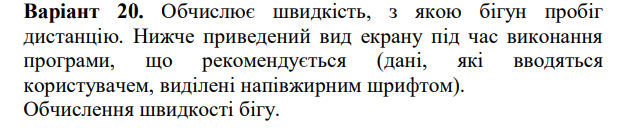 Варіант 20. Обчислює швидкість, з якою бігун пробіг
дистанцію. Нижче приведений вид екрану під час виконання
програми, що рекомендується (дані, які вводяться
користувачем, виділені напівжирним шрифтом).
Обчислення швидкості бігу.